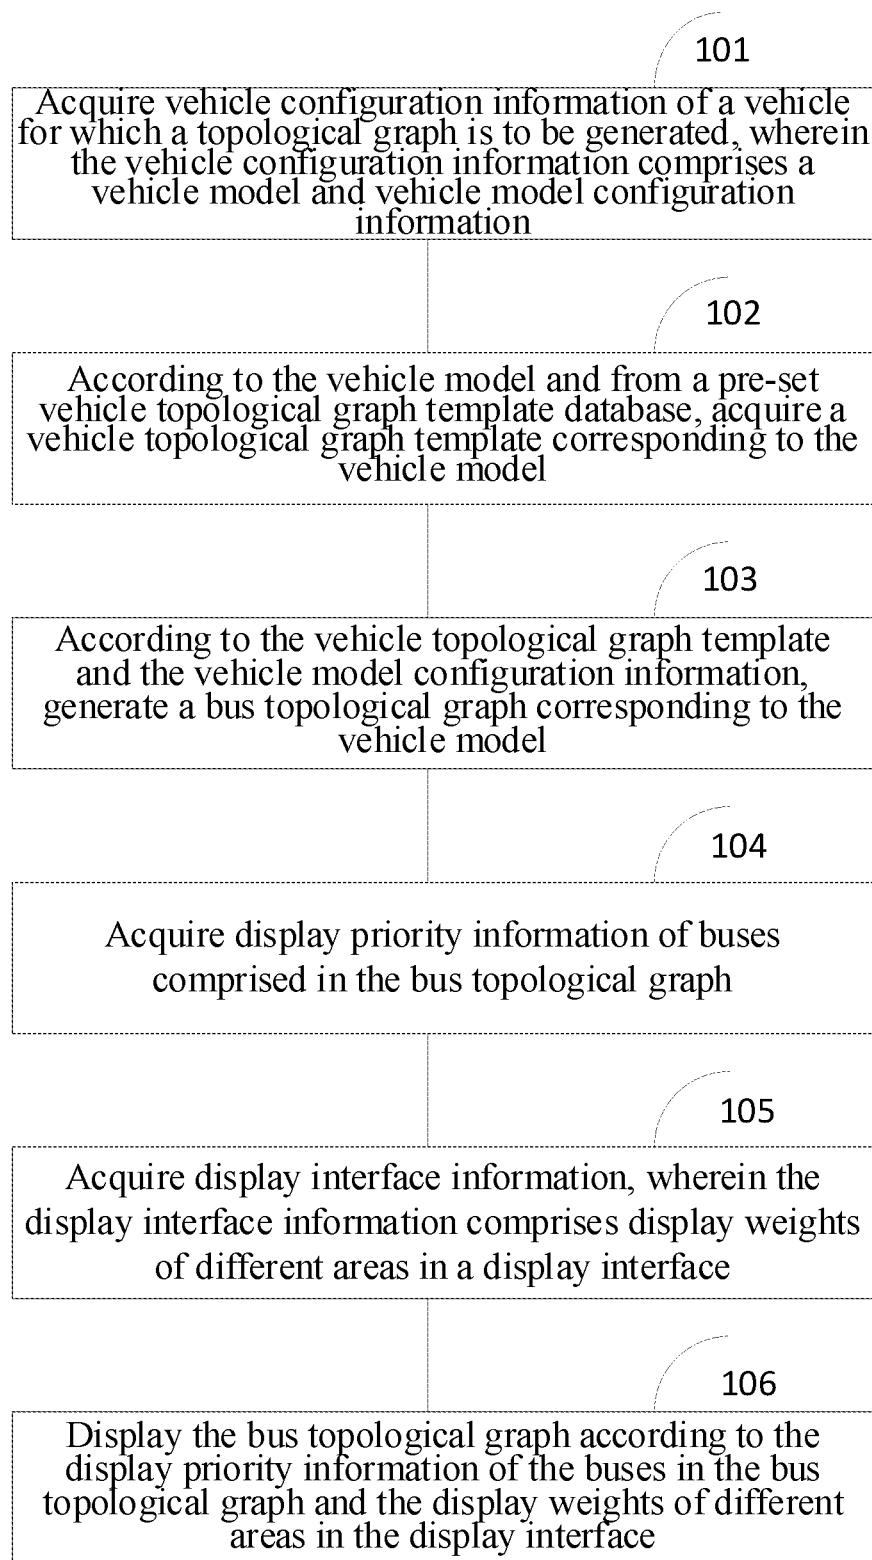 101
Acquire vehicle configuration information of a vehicle
for which a topological graph is to be generated, wherein
the vehicle configuration information comprises a
vehicle model and vehicle model configuration
information
102
According to the vehicle model and from a pre-set
vehicle topological graph template database, acquire a
vehicle topological graph template corresponding to the
vehicle model
103
According to the vehicle topological graph template
and the vehicle model configuration information,
generate a bus topological graph corresponding to the
vehicle model
104
Acquire display priority information of buses
comprised in the bus topological graph
105
Acquire display interface information, wherein the
display interface information comprises display weights
of different areas in a display interface
106
Display the bus topological graph according to the
display priority information of the buses in the bus
topological graph and the display weights of different
areas in the display interface